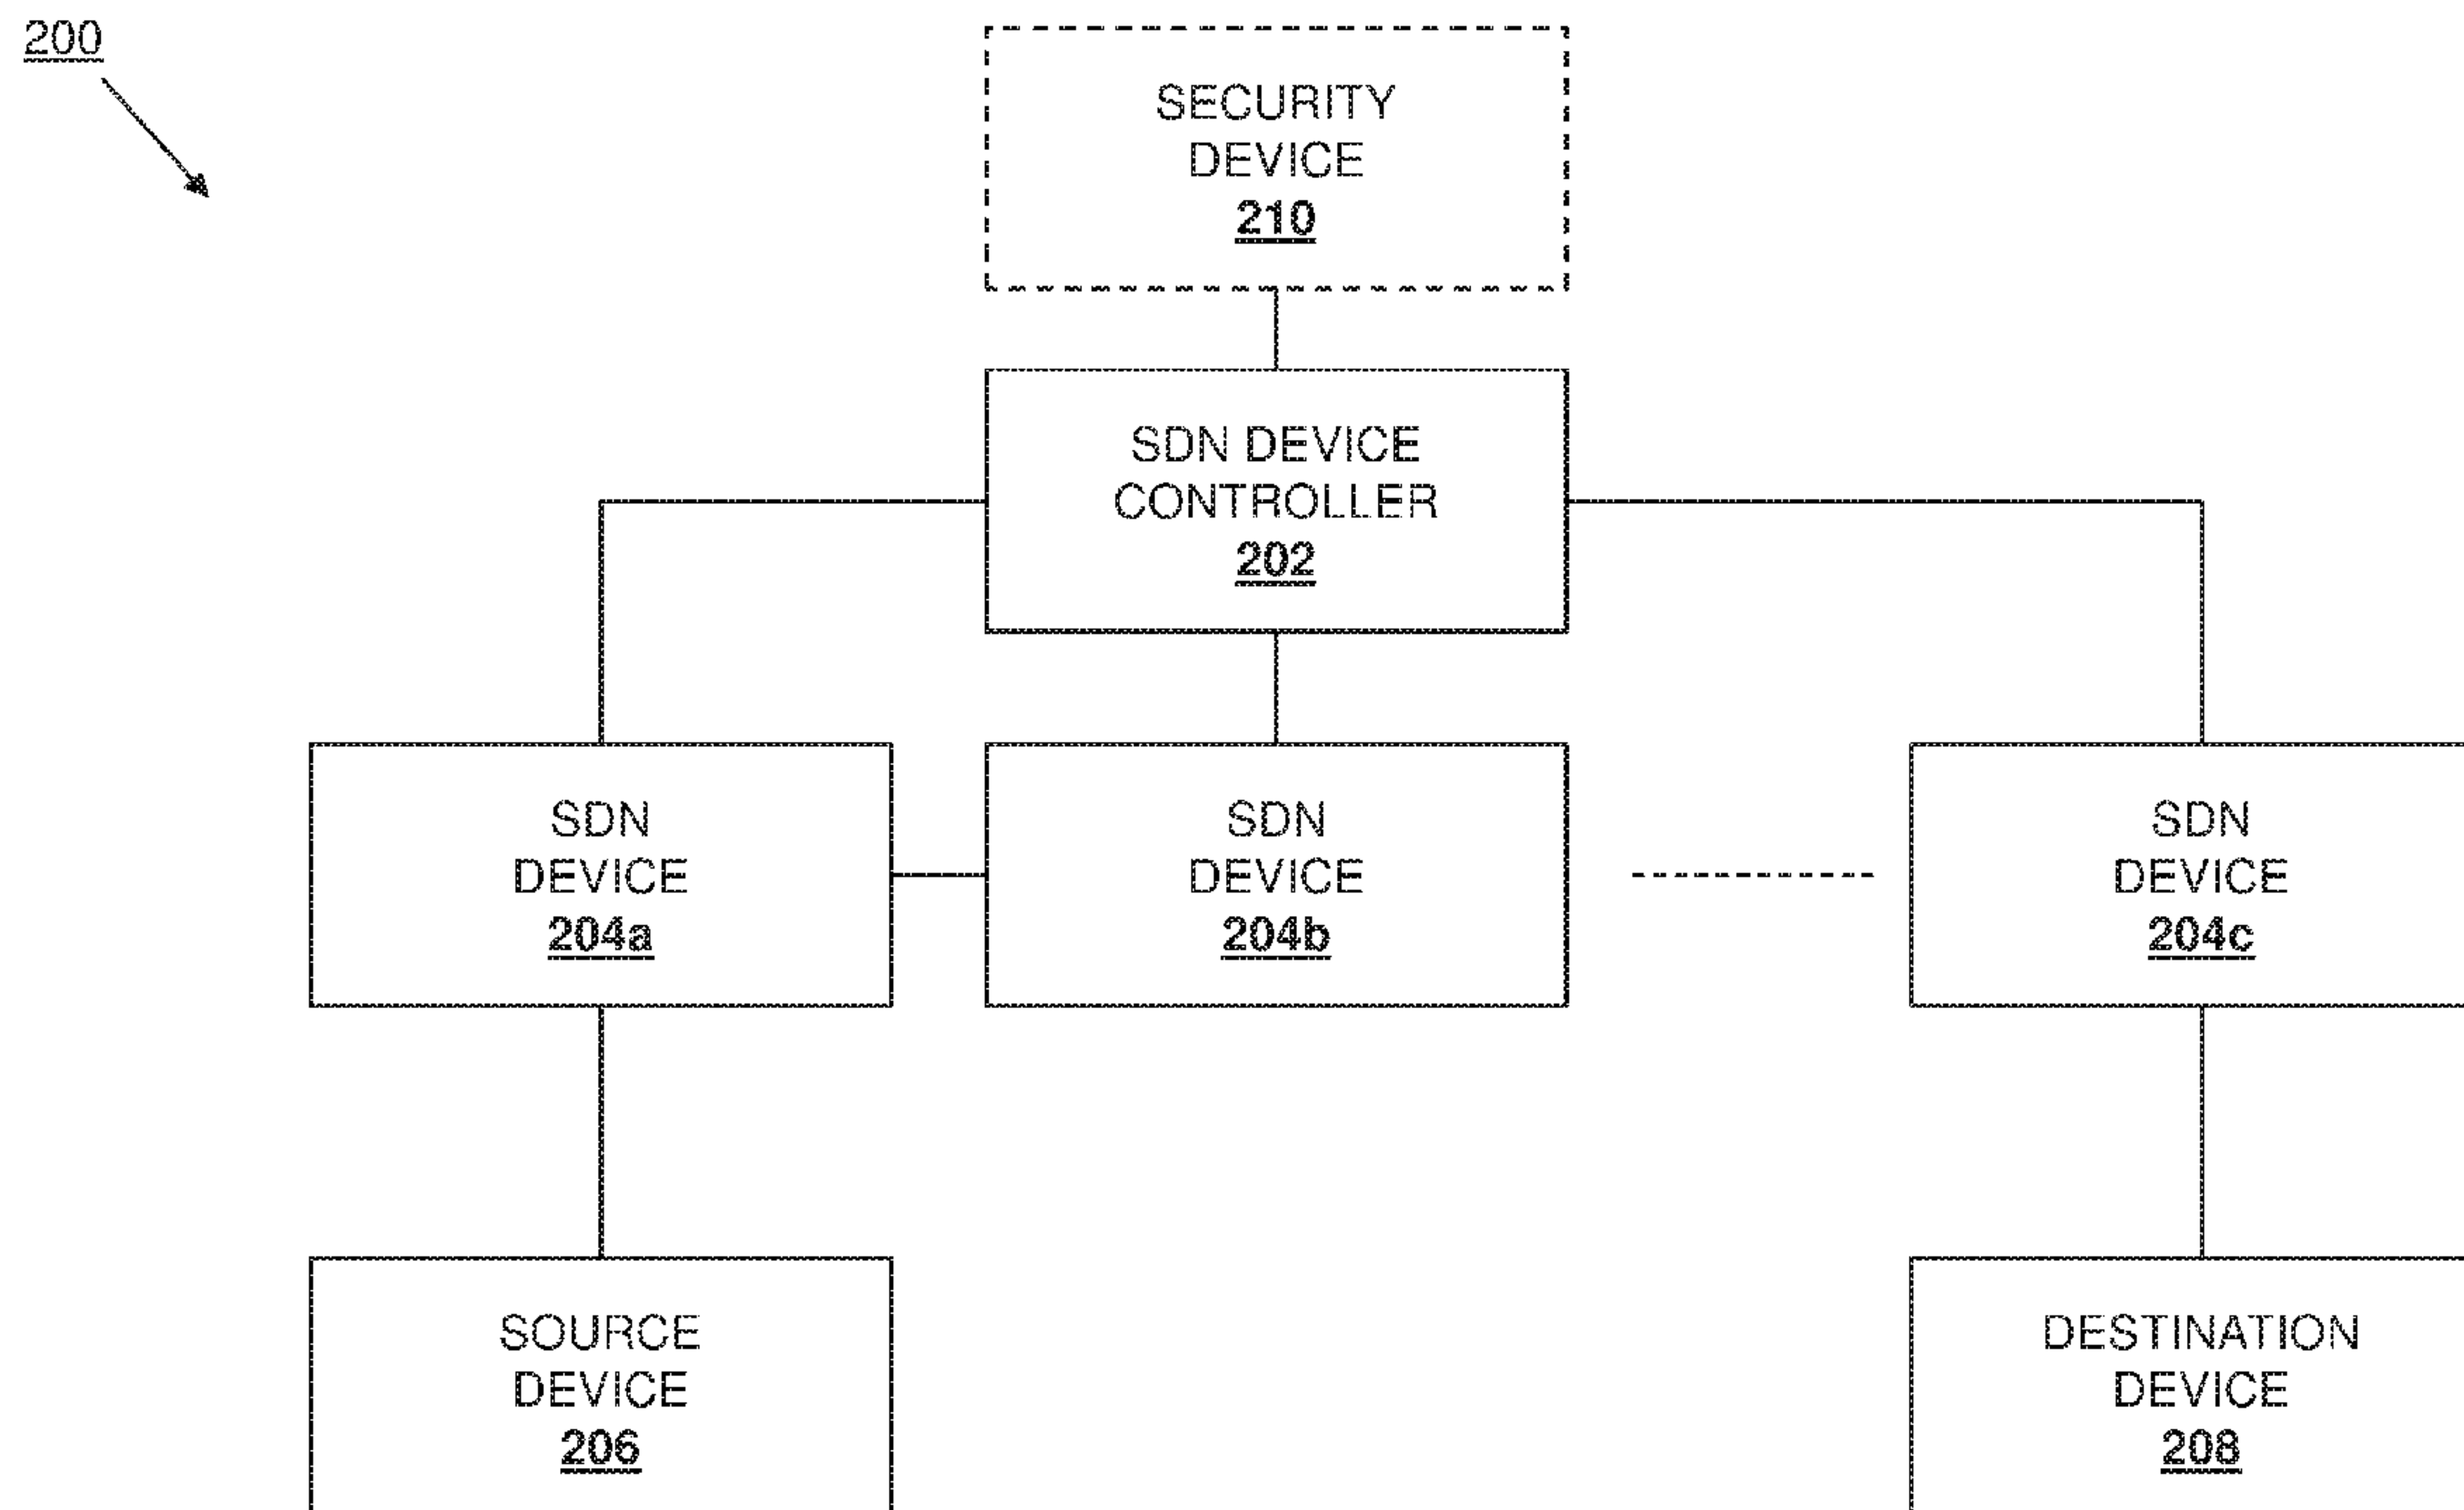 200
SECURITY
DEVICE
210
SDN DEVICE
CONTROLLER
202
SDN
DEVICE
204a
SDN
DEVICE
204b
SDN
DEVICE
204c
SOURCE
DEVICE
206
DESTINATION
DEVICE
208